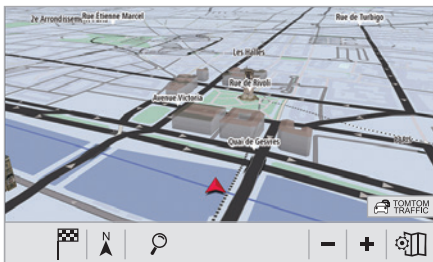 2e Arrondissem
Rue Étienne Marcel
Rue de Turbigo
Les Halles
Rue de Rivoli
Avenue Victoria
Quai de Gesvres
TOMTOM
TRAFFIC
N